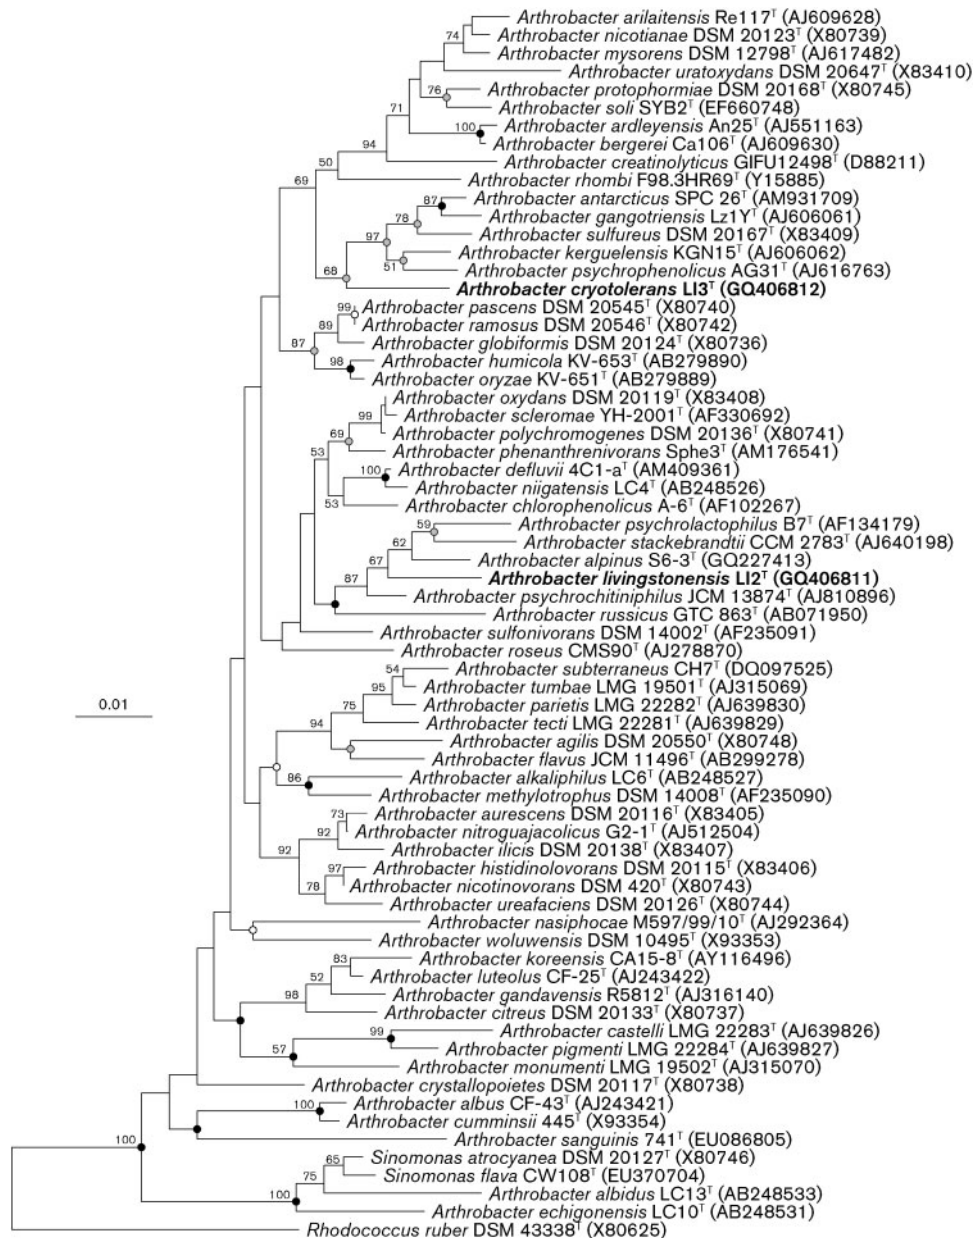 Arthrobacter arilaitensis Re117ᵀ (AJ609628)
Arthrobacter nicotianae DSM 20123ᵀ (X80739)
74
Arthrobacter mysorens DSM 12798ᵀ (AJ617482)
Arthrobacter uratoxydans DSM 20647ᵀ (X83410)
76
Arthrobacter protophormiae DSM 20168ᵀ (X80745)
71
Arthrobacter soli SYB2ᵀ (EF660748)
100
Arthrobacter ardleyensis An25ᵀ (AJ551163)
Arthrobacter bergerei Ca106ᵀ (AJ609630)
94
Arthrobacter creatinolyticus GIFU12498ᵀ (D88211)
50
Arthrobacter rhombi F98.3HR69ᵀ (Y15885)
69
87
Arthrobacter antarcticus SPC 26ᵀ (AM931709)
Arthrobacter gangotriensis Lz1Yᵀ (AJ606061)
78
Arthrobacter sulfureus DSM 20167ᵀ (X83409)
97
Arthrobacter kerguelensis KGN15ᵀ (AJ606062)
51
Arthrobacter psychrophenolicus AG31ᵀ (AJ616763)
68
Arthrobacter cryotolerans LI3ᵀ (GQ406812)
99
Arthrobacter pascens DSM 20545ᵀ (X80740)
Arthrobacter ramosus DSM 20546ᵀ (X80742)
89
Arthrobacter globiformis DSM 20124ᵀ (X80736)
87
98
Arthrobacter humicola KV-653ᵀ (AB279890)
Arthrobacter oryzae KV-651ᵀ (AB279889)
Arthrobacter oxydans DSM 20119ᵀ (X83408)
99
Arthrobacter scleromae YH-2001ᵀ (AF330692)
Arthrobacter polychromogenes DSM 20136ᵀ (X80741)
69
Arthrobacter phenanthrenivorans Sphe3ᵀ (AM176541)
53
100
Arthrobacter defluvii 4C1-aᵀ (AM409361)
Arthrobacter niigatensis LC4ᵀ (AB248526)
53
Arthrobacter chlorophenolicus A-6ᵀ (AF102267)
59
Arthrobacter psychrolactophilus B7ᵀ (AF134179)
Arthrobacter stackebrandtii CCM 2783ᵀ (AJ640198)
62
Arthrobacter alpinus S6-3ᵀ (GQ227413)
67
Arthrobacter livingstonensis LI2ᵀ (GQ406811)
87
Arthrobacter psychrochitiniphilus JCM 13874ᵀ (AJ810896)
Arthrobacter russicus GTC 863ᵀ (AB071950)
Arthrobacter sulfonivorans DSM 14002ᵀ (AF235091)
Arthrobacter roseus CMS90ᵀ (AJ278870)
54
Arthrobacter subterraneus CH7ᵀ (DQ097525)
95
Arthrobacter tumbae LMG 19501ᵀ (AJ315069)
0.01
75
Arthrobacter parietis LMG 22282ᵀ (AJ639830)
94
Arthrobacter tecti LMG 22281ᵀ (AJ639829)
Arthrobacter agilis DSM 20550ᵀ (X80748)
Arthrobacter flavus JCM 11496ᵀ (AB299278)
86
Arthrobacter alkaliphilus LC6ᵀ (AB248527)
Arthrobacter methylotrophus DSM 14008ᵀ (AF235090)
73
Arthrobacter aurescens DSM 20116ᵀ (X83405)
92
Arthrobacter nitroguajacolicus G2-1ᵀ (AJ512504)
92
Arthrobacter ilicis DSM 20138ᵀ (X83407)
97
Arthrobacter histidinolovorans DSM 20115ᵀ (X83406)
78
Arthrobacter nicotinovorans DSM 420ᵀ (X80743)
Arthrobacter ureafaciens DSM 20126ᵀ (X80744)
Arthrobacter nasiphocae M597/99/10ᵀ (AJ292364)
Arthrobacter woluwensis DSM 10495ᵀ (X93353)
83
Arthrobacter koreensis CA15-8ᵀ (AY116496)
52
Arthrobacter luteolus CF-25ᵀ (AJ243422)
98
Arthrobacter gandavensis R5812ᵀ (AJ316140)
Arthrobacter citreus DSM 20133ᵀ (X80737)
99
Arthrobacter castelli LMG 22283ᵀ (AJ639826)
57
Arthrobacter pigmenti LMG 22284ᵀ (AJ639827)
Arthrobacter monumenti LMG 19502ᵀ (AJ315070)
Arthrobacter crystallopoietes DSM 20117ᵀ (X80738)
100
Arthrobacter albus CF-43ᵀ (AJ243421)
Arthrobacter cumminsii 445ᵀ (X93354)
100
Arthrobacter sanguinis 741ᵀ (EU086805)
65
Sinomonas atrocyanea DSM 20127ᵀ (X80746)
75
Sinomonas flava CW108ᵀ (EU370704)
100
Arthrobacter albidus LC13ᵀ (AB248533)
Arthrobacter echigonensis LC10ᵀ (AB248531)
Rhodococcus ruber DSM 43338ᵀ (X80625)